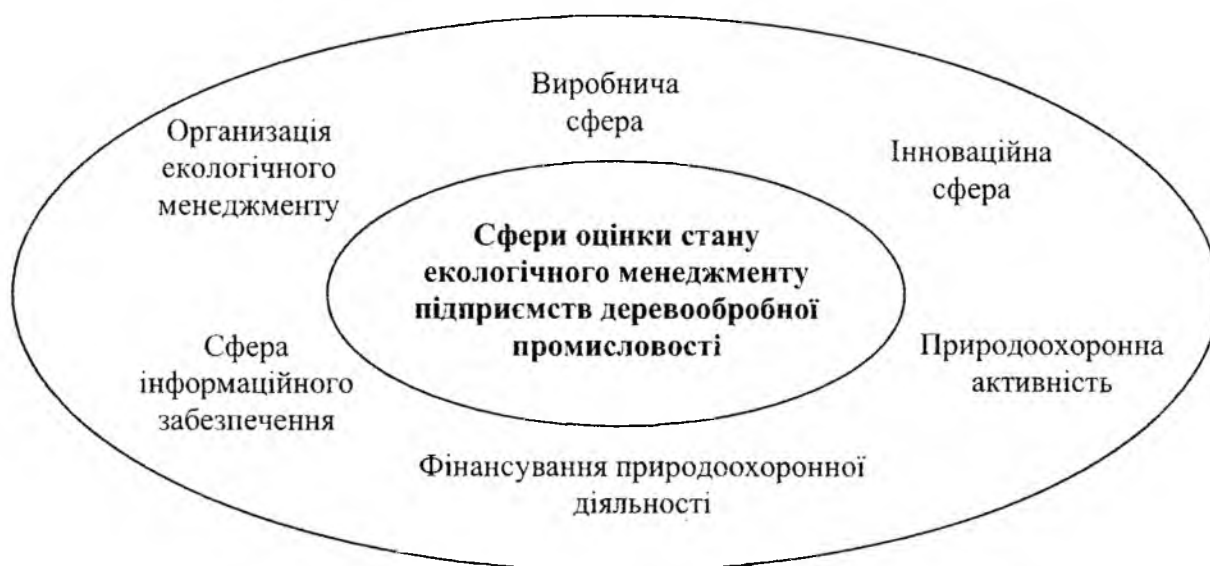 Виробнича
сфера
Організація
екологічного
менеджменту
Інноваційна
сфера
Сфери оцінки стану
екологічного менеджменту
підприємств деревообробної
промисловості
Сфера
інформаційного
забезпечення
Природоохоронна
активність
Фінансування природоохоронної
діяльності